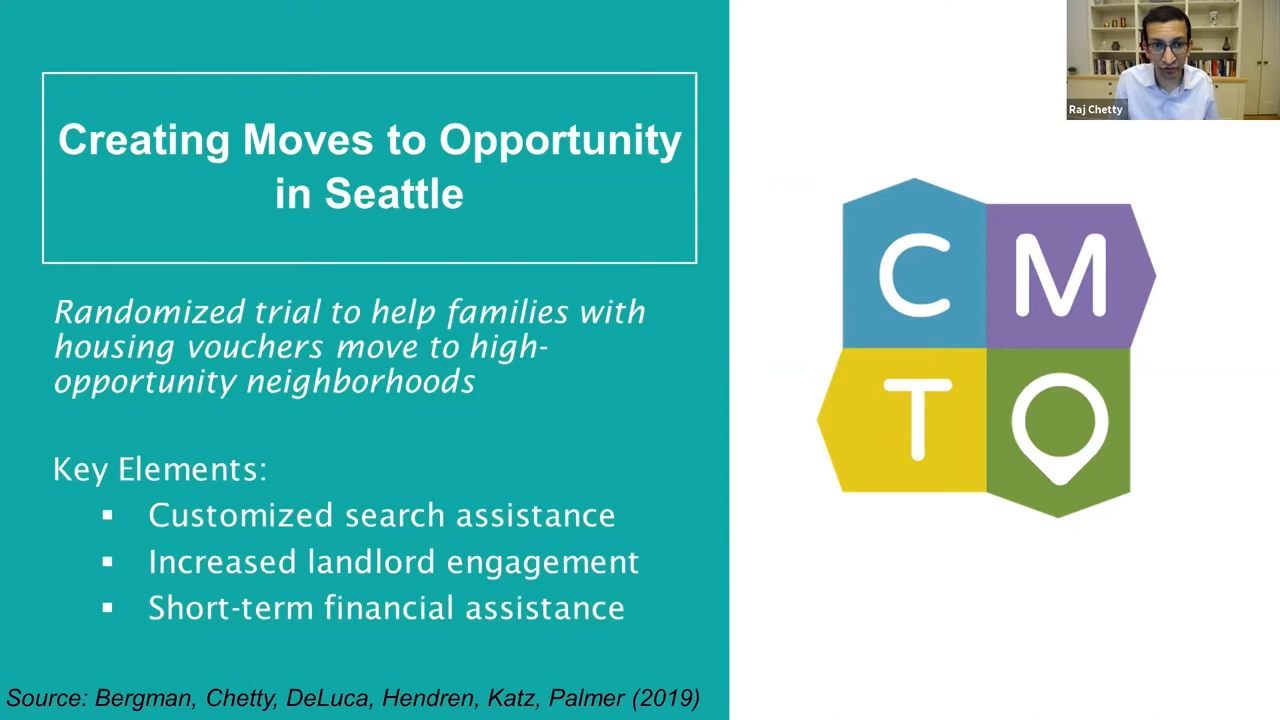 Creating Moves to Opportunity
in Seattle
Randomized trial to help families with
housing vouchers move to high-
opportunity neighborhoods
Key Elements:
▪ Customized search assistance
▪ Increased landlord engagement
▪ Short-term financial assistance
Source: Bergman, Chetty, DeLuca, Hendren, Katz, Palmer (2019)
Raj Chetty
C M
T O